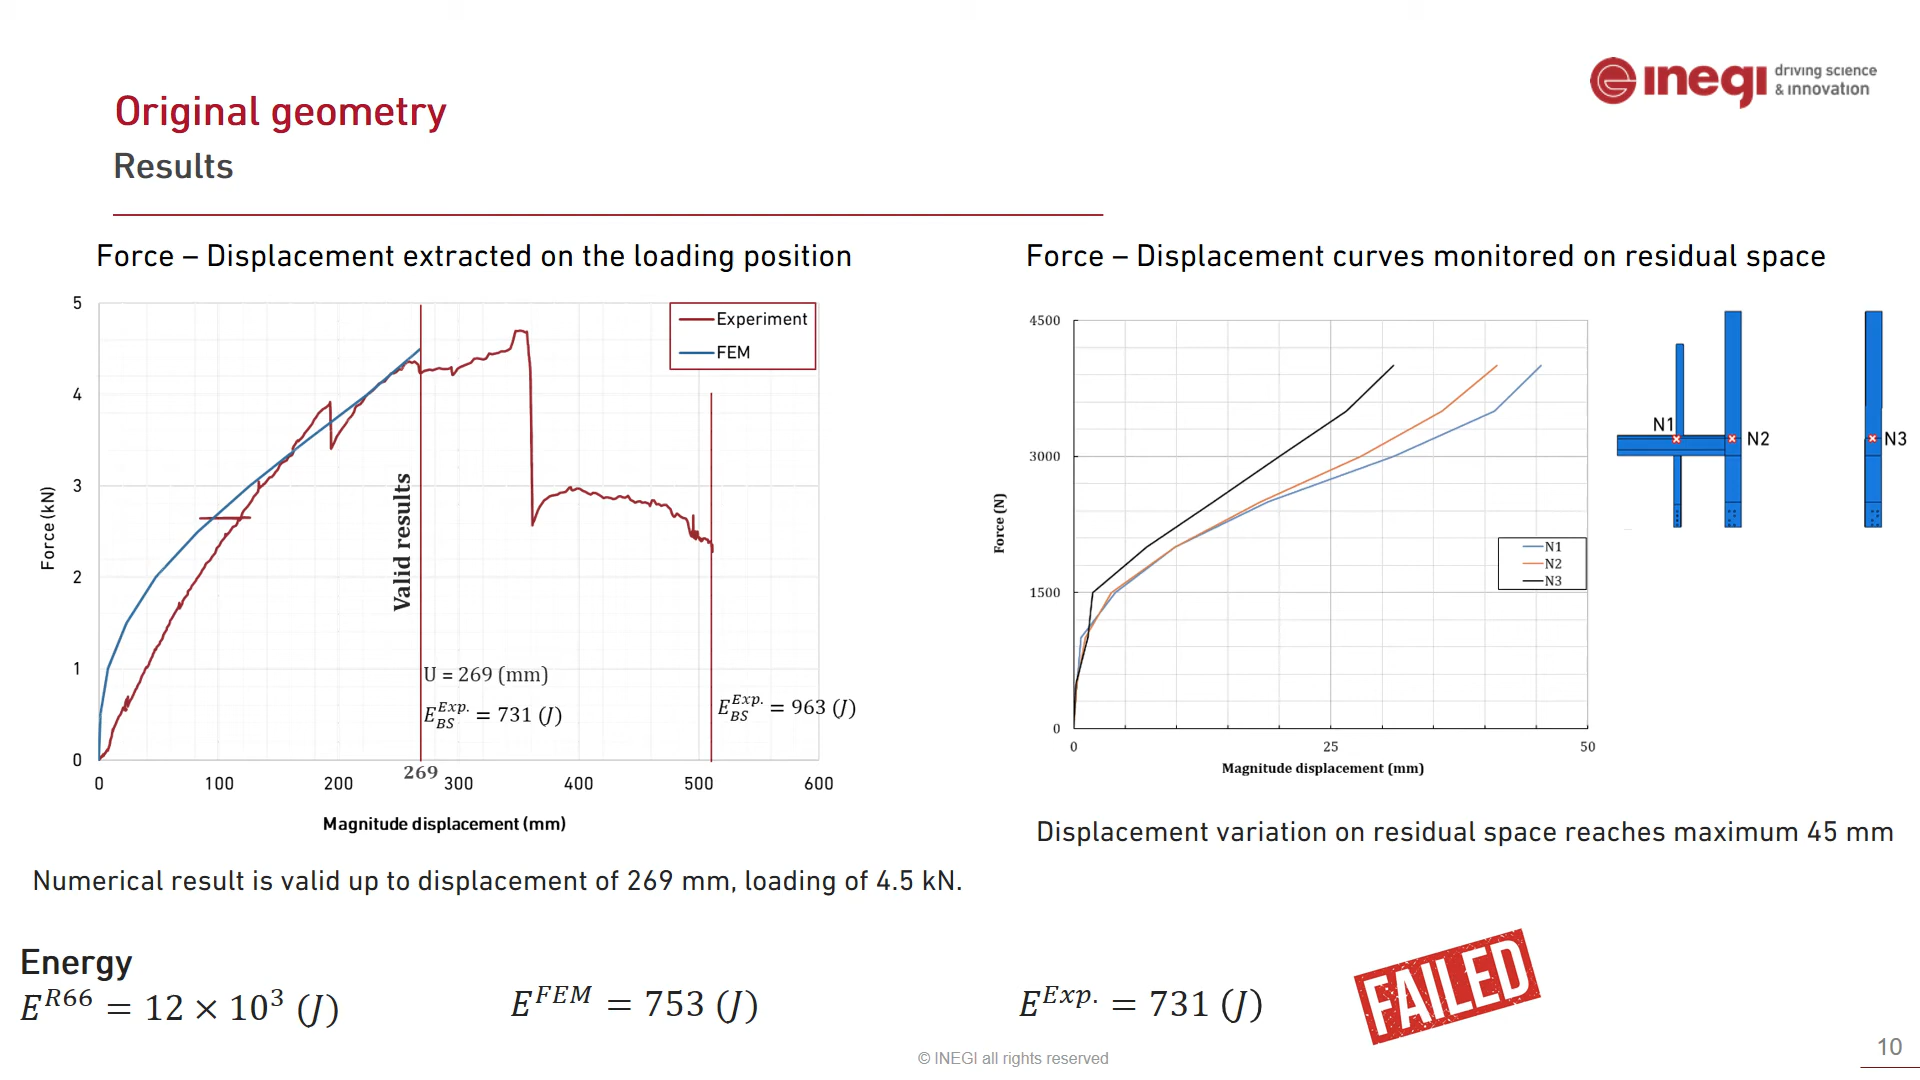 inegi driving science
& innovation
Original geometry
Results
Force – Displacement extracted on the loading position
Force – Displacement curves monitored on residual space
5
4
3
2
1
0
Force (kN)
Experiment
FEM
Valid results
U = 269 (mm)
E_{BS}^{Exp.} = 731 (J)
E_{BS}^{Exp.} = 963 (J)
0
100
200
269
300
400
500
600
Magnitude displacement (mm)
4500
3000
1500
0
Force (N)
N1
N2
N3
0
25
50
Magnitude displacement (mm)
N1
N2
N3
Displacement variation on residual space reaches maximum 45 mm
Numerical result is valid up to displacement of 269 mm, loading of 4.5 kN.
Energy
E^{R66} = 12 × 10^3 (J)
E^{FEM} = 753 (J)
E^{Exp.} = 731 (J)
FAILED
© INEGI all rights reserved
10